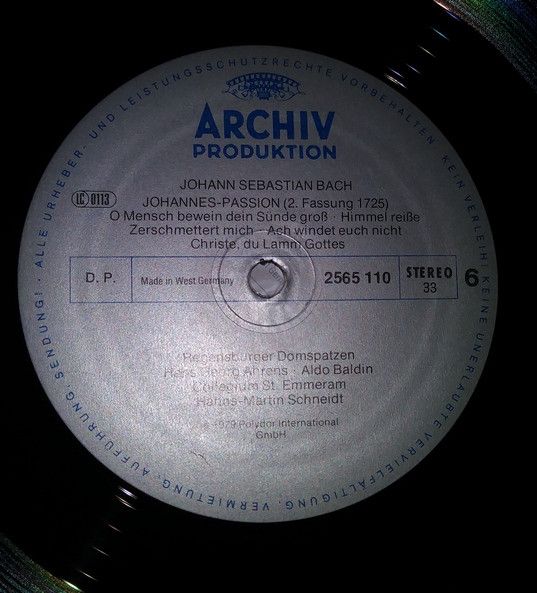 ALLE URHEBER- UND LEISTUNGSSCHUTZRECHTE VORBEHALTEN. KEIN VERLEIH! KEINE UNERLAUBTE VERVIELFÄLTIGUNG, VERMIETUNG, AUFFÜHRUNG, SENDUNG!
ARCHIV
PRODUKTION
JOHANN SEBASTIAN BACH
LC 0113
JOHANNES-PASSION (2. Fassung 1725)
O Mensch bewein dein Sünde groß · Himmel reiße
Zerschmettert mich · Ach windet euch nicht
Christe, du Lamm Gottes
D. P.
Made in West Germany
2565 110
STEREO
33
6
Regensburger Domspatzen
Hans Georg Ahrens · Aldo Baldin
Collegium St. Emmeram
Hanns-Martin Schneidt
1979 Polydor International
GmbH